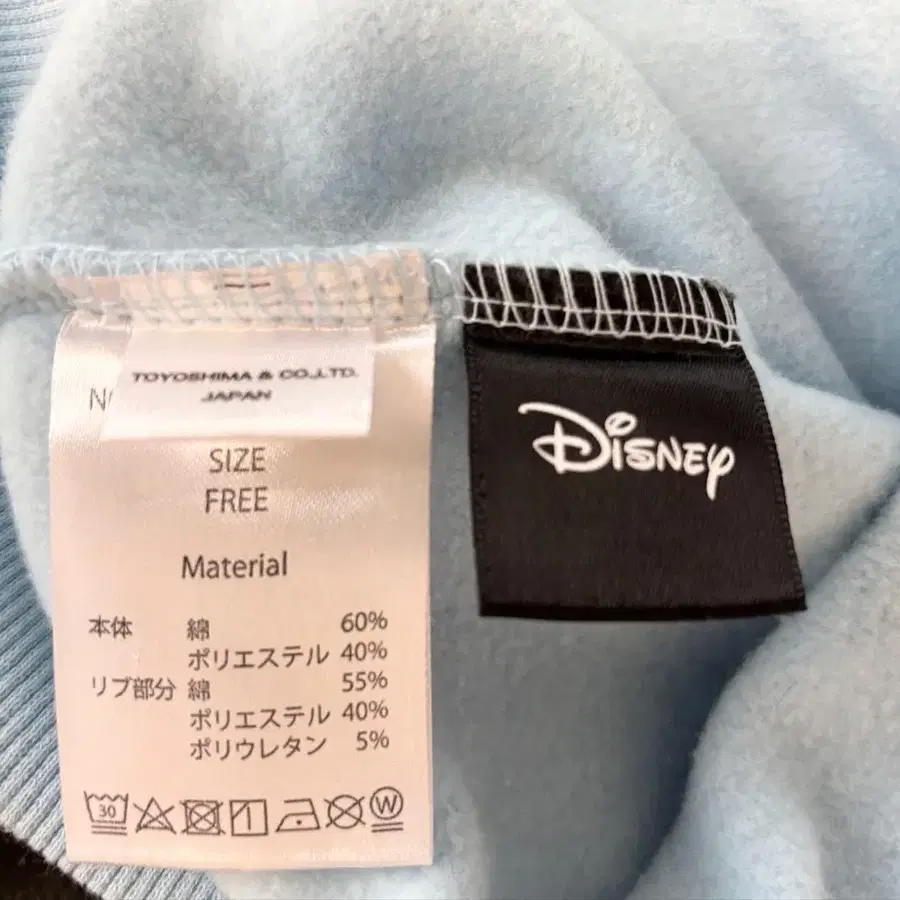 TOYOSHIMA & CO.,LTD.
JAPAN
SIZE
FREE
Material
本体 綿 60%
ポリエステル 40%
リブ部分 綿 55%
ポリエステル 40%
ポリウレタン 5%
30
W
Disney